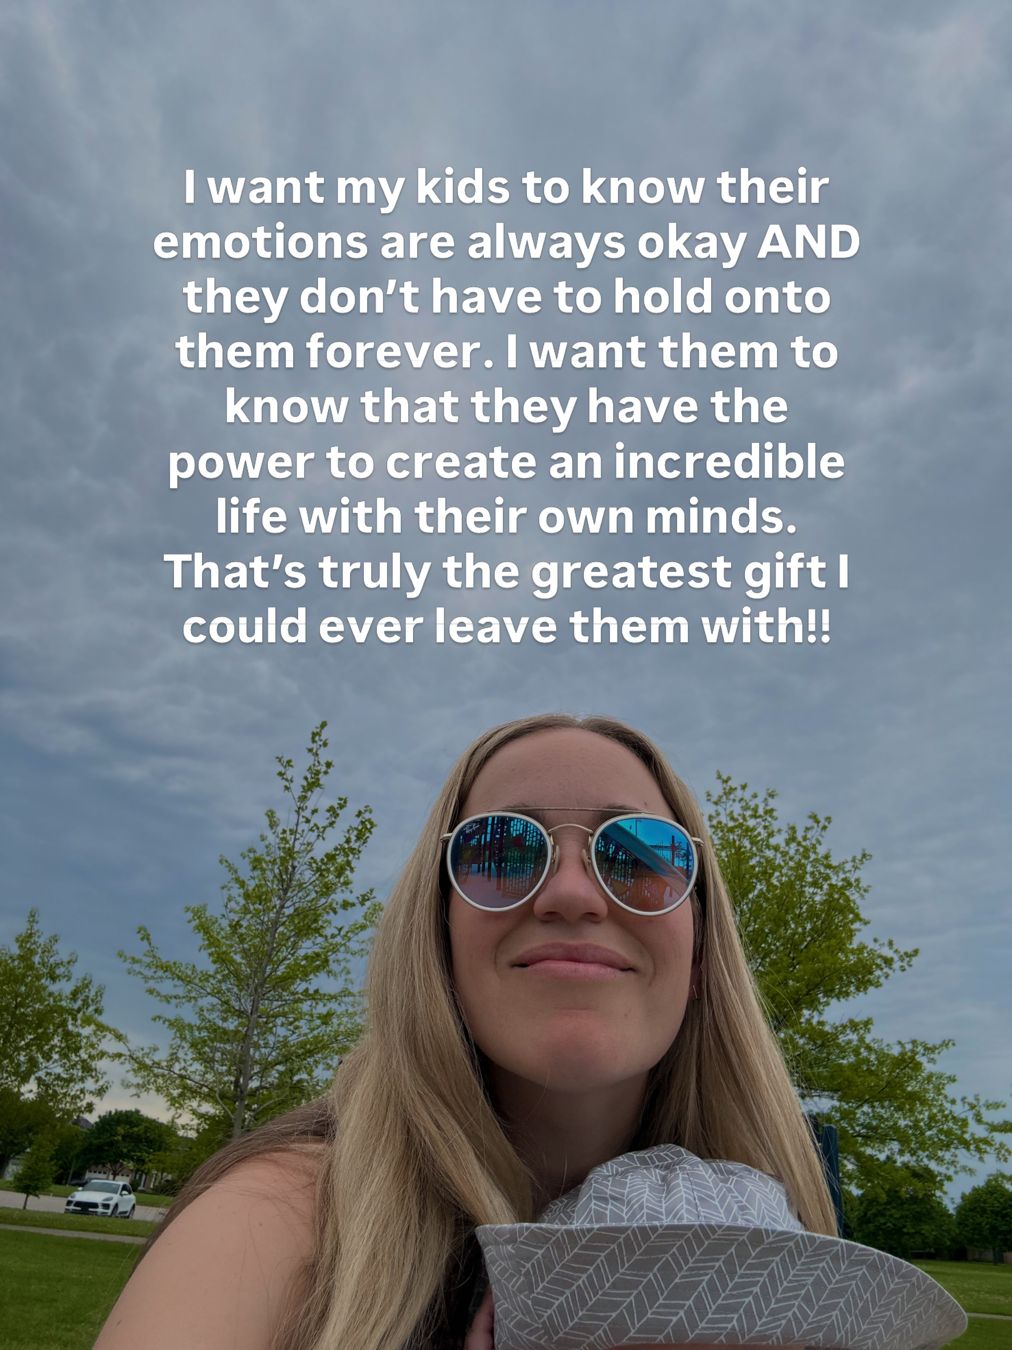 I want my kids to know their
emotions are always okay AND
they don’t have to hold onto
them forever. I want them to
know that they have the
power to create an incredible
life with their own minds.
That’s truly the greatest gift I
could ever leave them with!!
Ray-Ban